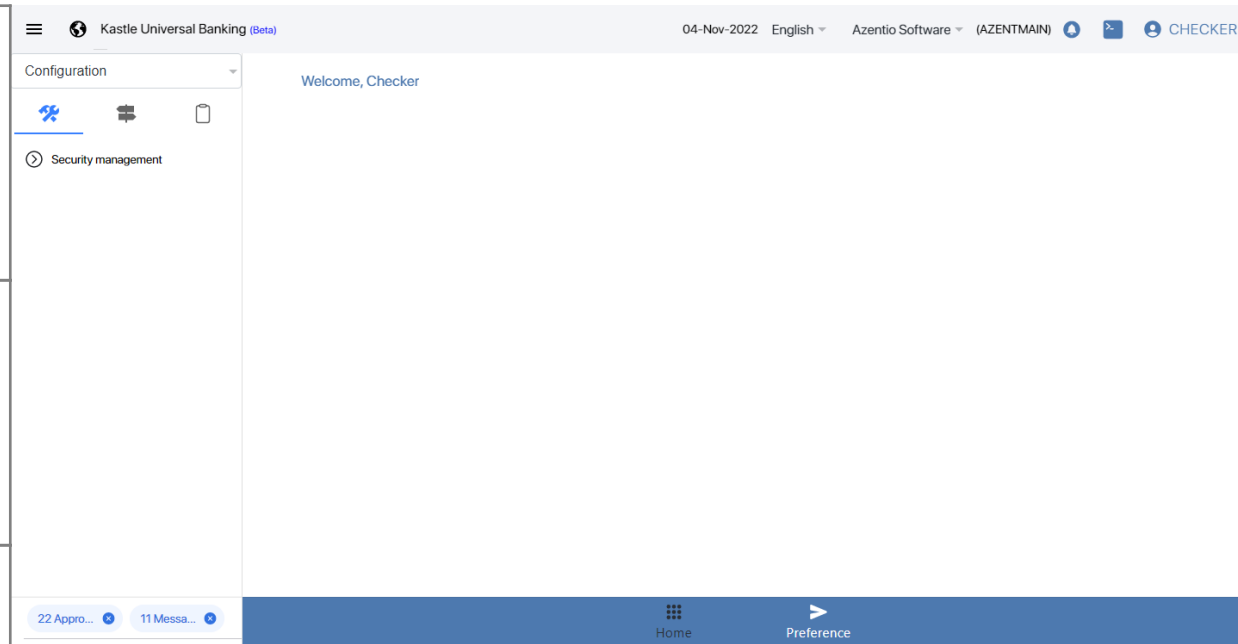 Kastle Universal Banking (Beta) 04-Nov-2022 English Azentio Software (AZENTMAIN) CHECKER
Configuration
Welcome, Checker
Security management
22 Appro... 11 Messa...
Home Preference